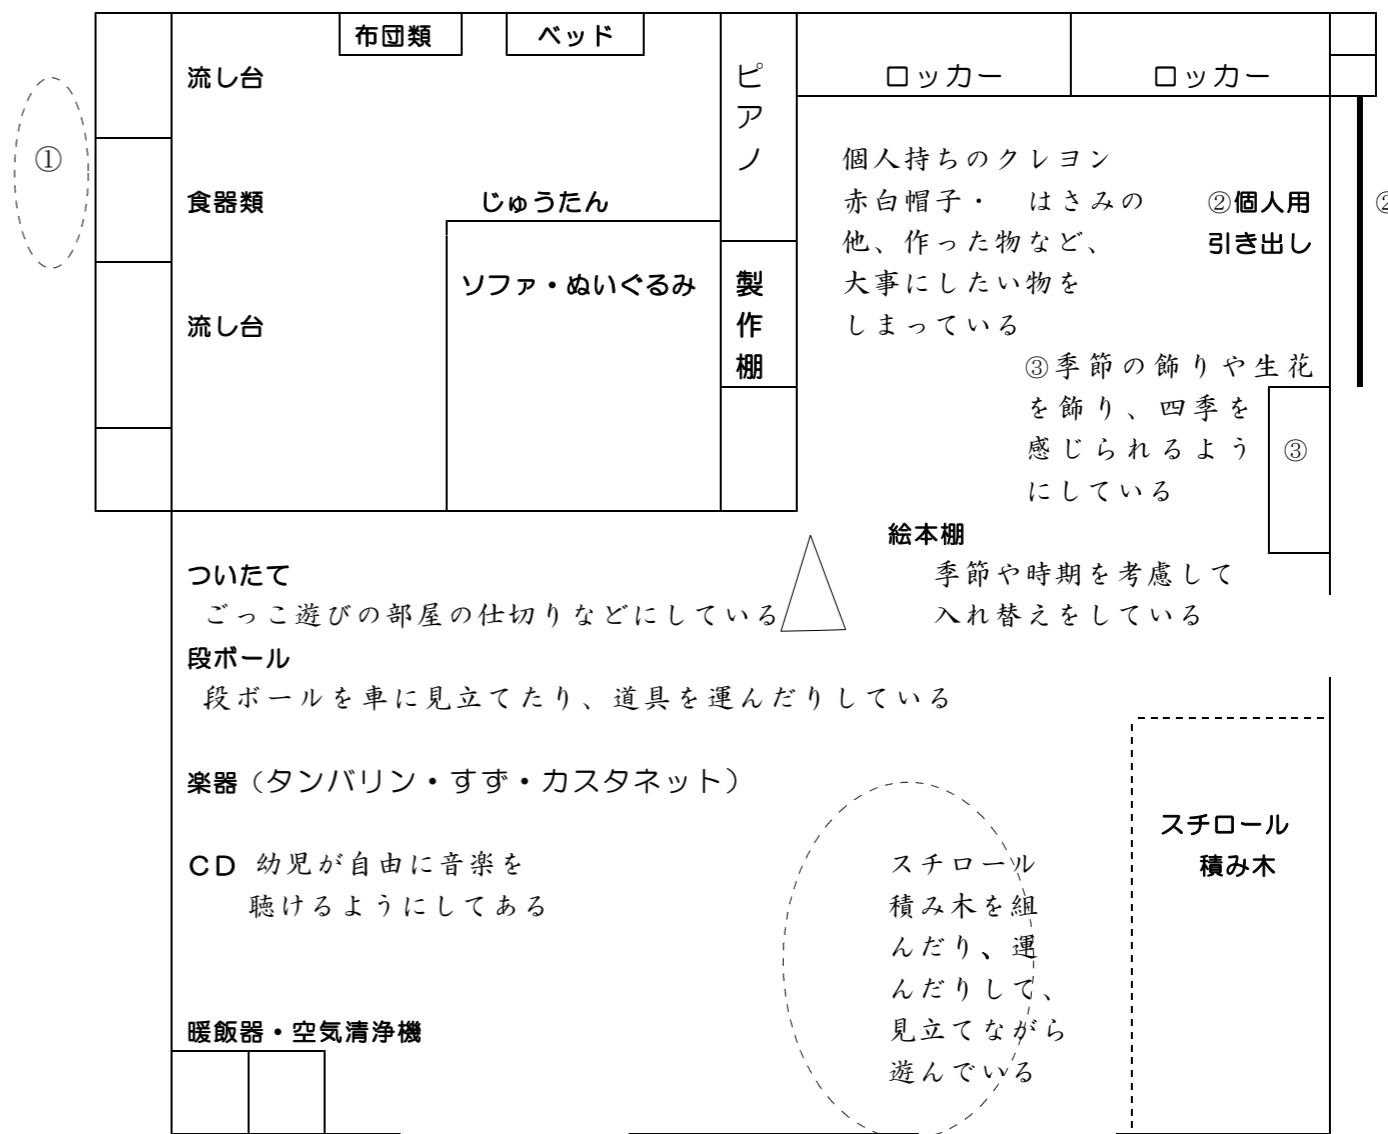 布団類
ベッド
流し台
ピアノ
ロッカー
ロッカー
①
個人持ちのクレヨン
食器類
じゅうたん
赤白帽子・　はさみの
②個人用
②
他、作った物など、
引き出し
ソファ・ぬいぐるみ
製作棚
大事にしたい物を
流し台
しまっている
③季節の飾りや生花
を飾り、四季を
感じられるよう
③
にしている
絵本棚
ついたて
季節や時期を考慮して
ごっこ遊びの部屋の仕切りなどにしている
入れ替えをしている
段ボール
段ボールを車に見立てたり、道具を運んだりしている
楽器（タンバリン・すず・カスタネット）
スチロール
積み木
CD 幼児が自由に音楽を
聴けるようにしてある
スチロール
積み木を組
んだり、運
んだりして、
見立てながら
遊んでいる
暖飯器・空気清浄機